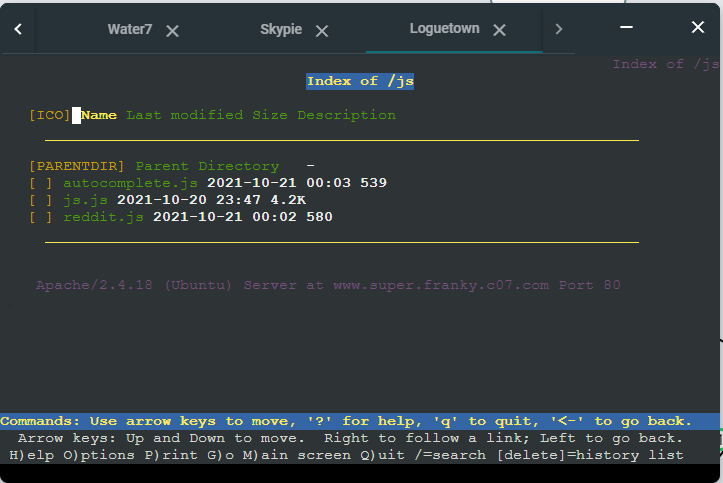 Water7 Skypie Loguetown
Index of /js
Index of /js
[ICO] Name Last modified Size Description
[PARENTDIR] Parent Directory -
[ ] autocomplete.js 2021-10-21 00:03 539
[ ] js.js 2021-10-20 23:47 4.2K
[ ] reddit.js 2021-10-21 00:02 580
Apache/2.4.18 (Ubuntu) Server at www.super.franky.c07.com Port 80
Commands: Use arrow keys to move, '?' for help, 'q' to quit, '<-' to go back.
Arrow keys: Up and Down to move. Right to follow a link; Left to go back.
H)elp O)ptions P)rint G)o M)ain screen Q)uit /=search [delete]=history list